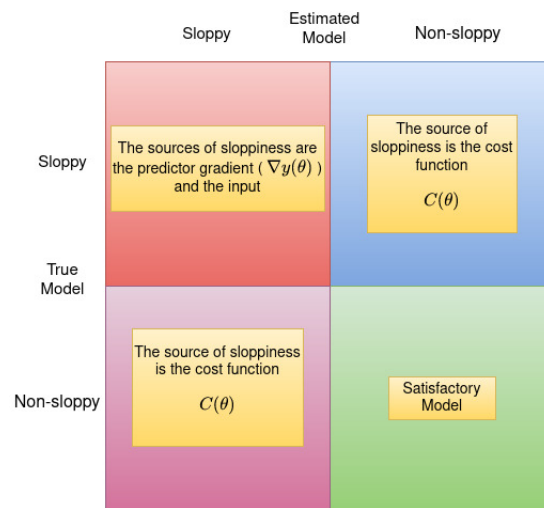 Sloppy
Estimated
Model
Non-sloppy
Sloppy
The sources of sloppiness are
the predictor gradient ( ∇y(θ) )
and the input
The source of
sloppiness is the cost
function
C(θ)
True
Model
Non-sloppy
The source of sloppiness
is the cost function
C(θ)
Satisfactory
Model